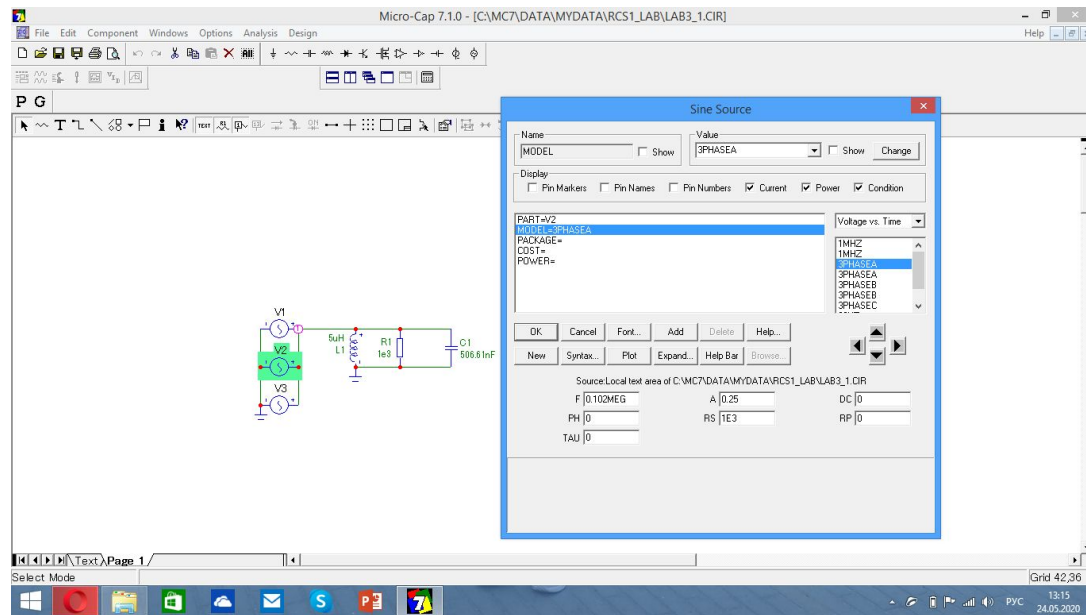 Micro-Cap 7.1.0 - [C:\MC7\DATA\MYDATA\RCS1_LAB\LAB3_1.CIR]
File Edit Component Windows Options Analysis Design Help
P G
T
TEXT
Sine Source
Name
MODEL
Show
Value
3PHASEA
Show
Change
Display
Pin Markers Pin Names Pin Numbers Current Power Condition
PART=V2
MODEL=3PHASEA
PACKAGE=
COST=
POWER=
Voltage vs. Time
1MHZ
1MHZ
3PHASEA
3PHASEA
3PHASEB
3PHASEB
3PHASEC
OK Cancel Font... Add Delete Help...
New Syntax... Plot Expand... Help Bar Browse...
Source:Local text area of C:\MC7\DATA\MYDATA\RCS1_LAB\LAB3_1.CIR
F 0.102MEG A 0.25 DC 0
PH 0 RS 1E3 RP 0
TAU 0
V1
1
V2
V3
5uH
L1
R1
1e3
C1
506.61nF
Text Page 1
Select Mode
Grid 42,36
РУС
13:15
24.05.2020